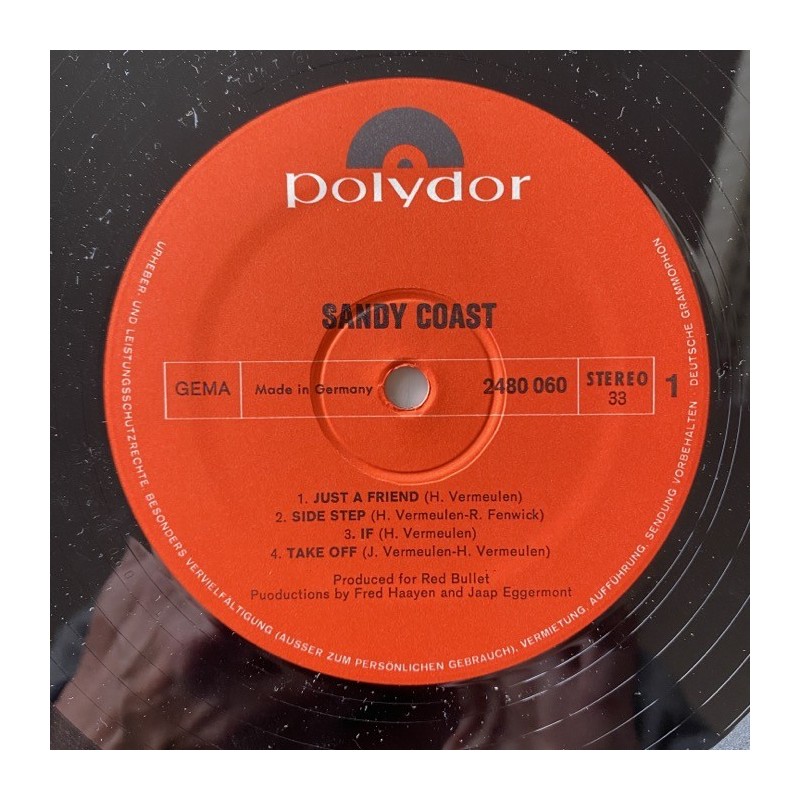 polydor
SANDY COAST
GEMA
Made in Germany
2480 060
STEREO
33
1
1. JUST A FRIEND (H. Vermeulen)
2. SIDE STEP (H. Vermeulen-R. Fenwick)
3. IF (H. Vermeulen)
4. TAKE OFF (J. Vermeulen-H. Vermeulen)
Produced for Red Bullet
Puoductions by Fred Haayen and Jaap Eggermont
URHEBER- UND LEISTUNGSSCHUTZRECHTE, BESONDERS VERVIELFÄLTIGUNG (AUSSER ZUM PERSÖNLICHEN GEBRAUCH), VERMIETUNG, AUFFÜHRUNG, SENDUNG VORBEHALTEN DEUTSCHE GRAMMOPHON